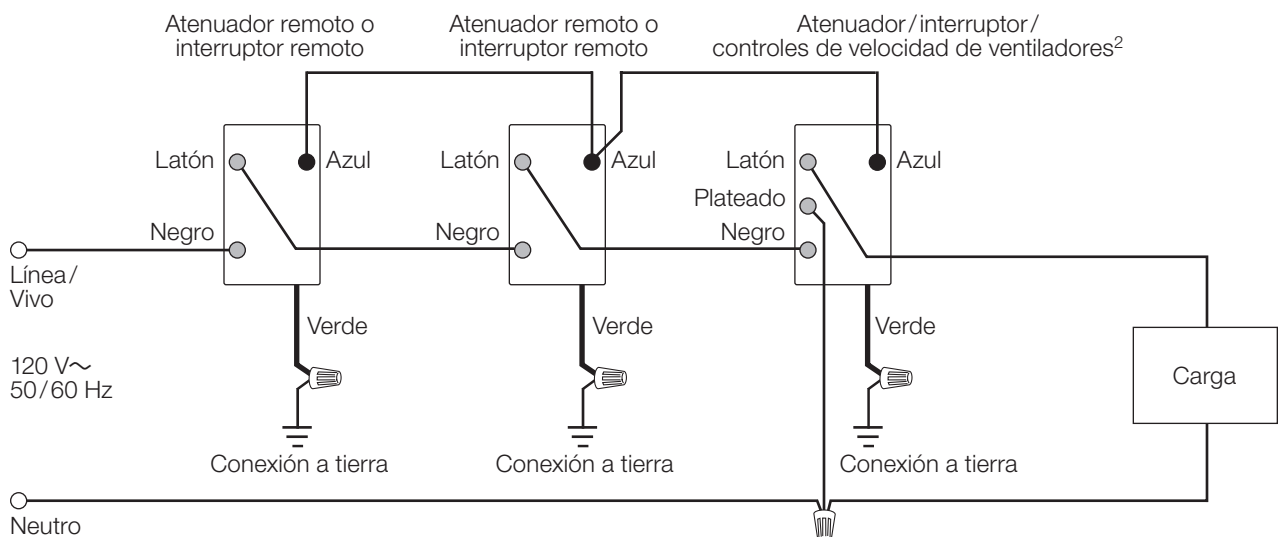 Atenuador remoto o
interruptor remoto
Atenuador remoto o
interruptor remoto
Atenuador/interruptor/
controles de velocidad de ventiladores²
Latón
Azul
Latón
Azul
Latón
Azul
Plateado
Negro
Negro
Negro
Línea/
Vivo
Verde
Verde
Verde
120 V~
50/60 Hz
Carga
Conexión a tierra
Conexión a tierra
Conexión a tierra
Neutro